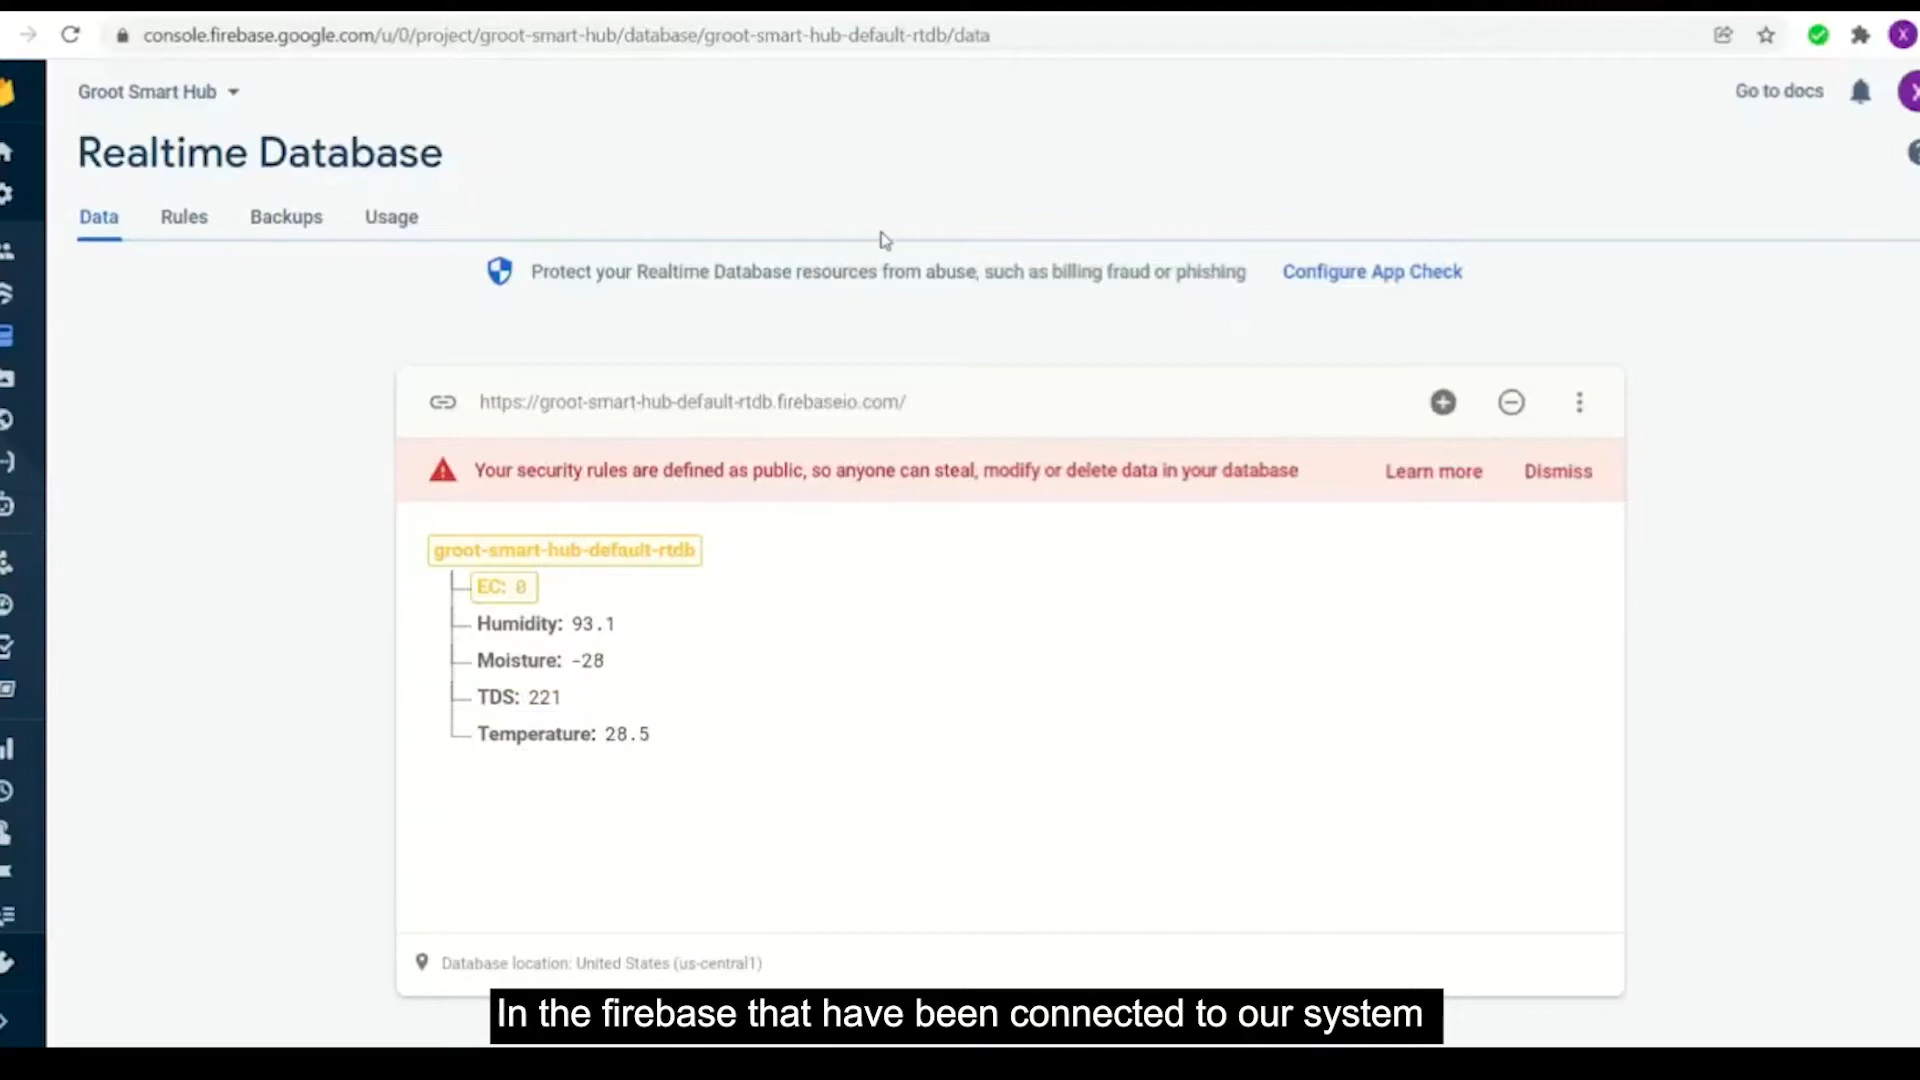 console.firebase.google.com/u/0/project/groot-smart-hub/database/groot-smart-hub-default-rtdb/data
X
Groot Smart Hub
Go to docs
Realtime Database
Data Rules Backups Usage
Protect your Realtime Database resources from abuse, such as billing fraud or phishing Configure App Check
https://groot-smart-hub-default-rtdb.firebaseio.com/
Your security rules are defined as public, so anyone can steal, modify or delete data in your database Learn more Dismiss
groot-smart-hub-default-rtdb
EC: 0
Humidity: 93.1
Moisture: -28
TDS: 221
Temperature: 28.5
Database location: United States (us-central1)
In the firebase that have been connected to our system